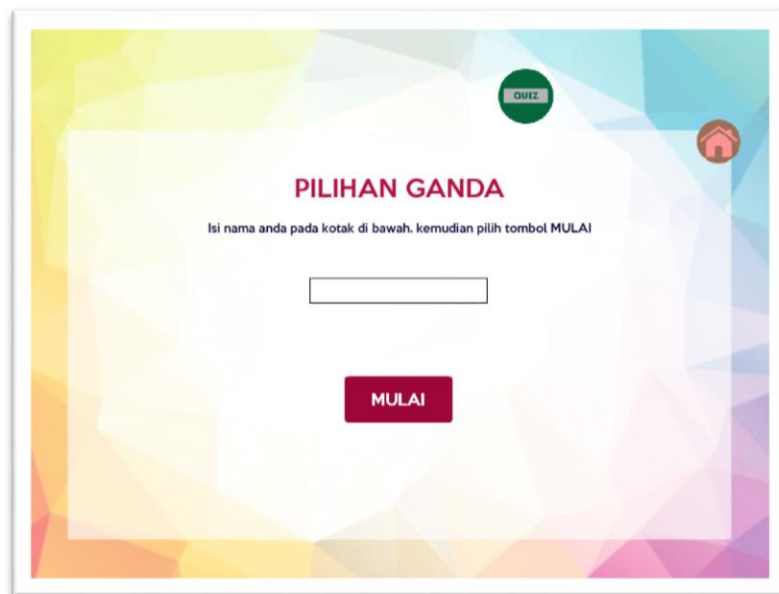 QUIZ
PILIHAN GANDA
Isi nama anda pada kotak di bawah. kemudian pilih tombol MULAI
MULAI